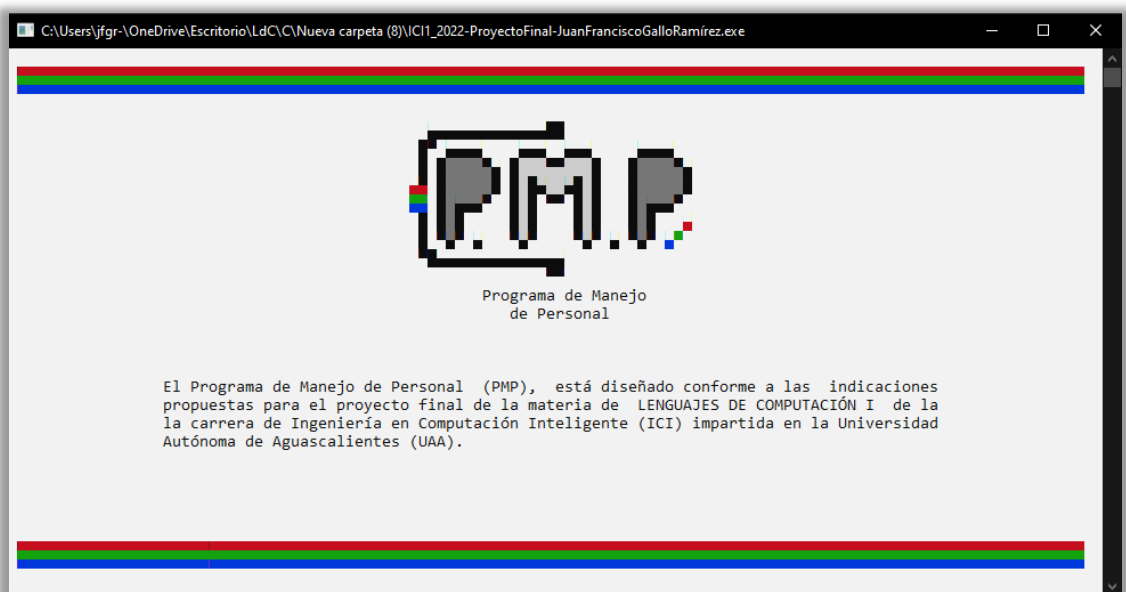 C:\Users\jfgr-\OneDrive\Escritorio\LdC\C\Nueva carpeta (8)\ICI1_2022-ProyectoFinal-JuanFranciscoGalloRamírez.exe
P.M.P.
Programa de Manejo
de Personal
El Programa de Manejo de Personal (PMP), está diseñado conforme a las indicaciones
propuestas para el proyecto final de la materia de LENGUAJES DE COMPUTACIÓN I de la
la carrera de Ingeniería en Computación Inteligente (ICI) impartida en la Universidad
Autónoma de Aguascalientes (UAA).